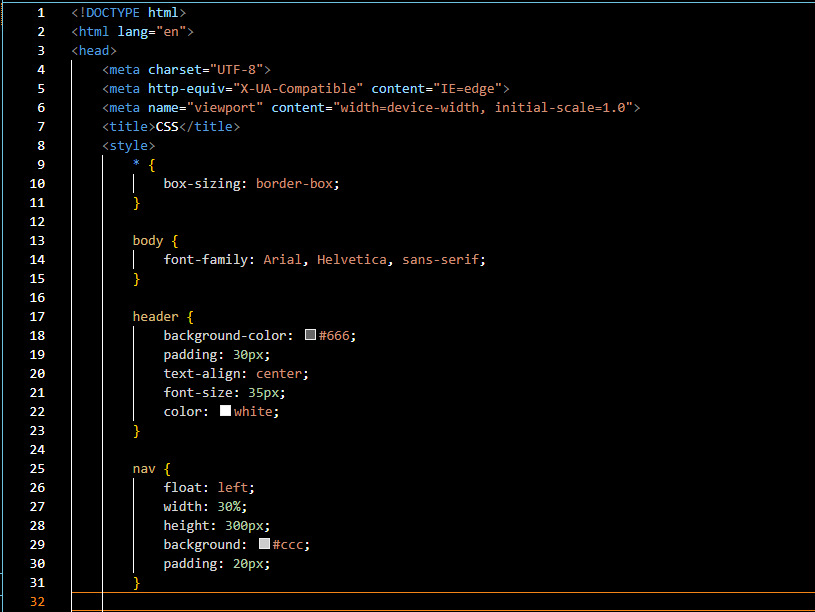 1 <!DOCTYPE html>
2 <html lang="en">
3 <head>
4     <meta charset="UTF-8">
5     <meta http-equiv="X-UA-Compatible" content="IE=edge">
6     <meta name="viewport" content="width=device-width, initial-scale=1.0">
7     <title>CSS</title>
8     <style>
9         * {
10             box-sizing: border-box;
11         }
12
13         body {
14             font-family: Arial, Helvetica, sans-serif;
15         }
16
17         header {
18             background-color: #666;
19             padding: 30px;
20             text-align: center;
21             font-size: 35px;
22             color: white;
23         }
24
25         nav {
26             float: left;
27             width: 30%;
28             height: 300px;
29             background: #ccc;
30             padding: 20px;
31         }
32